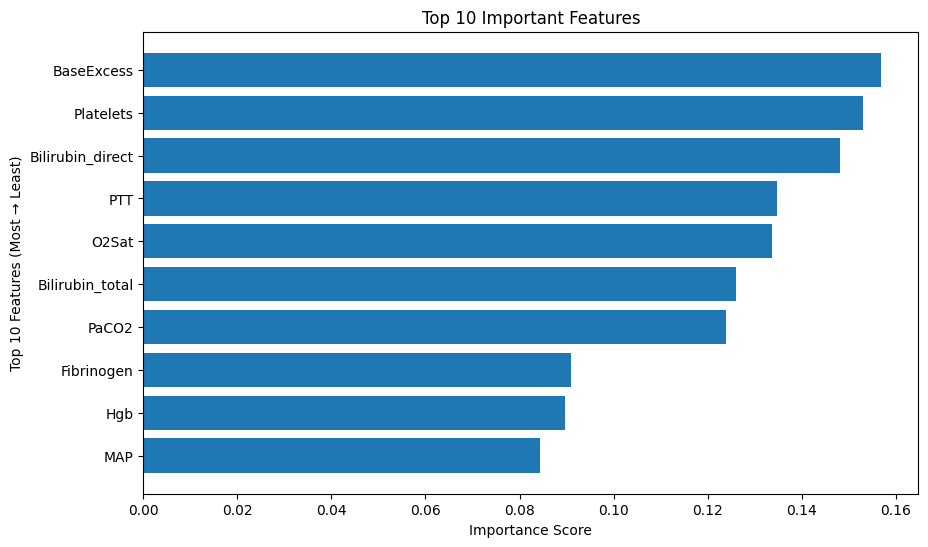 Top 10 Important Features
Top 10 Features (Most → Least)
BaseExcess
Platelets
Bilirubin_direct
PTT
O2Sat
Bilirubin_total
PaCO2
Fibrinogen
Hgb
MAP
0.00 0.02 0.04 0.06 0.08 0.10 0.12 0.14 0.16
Importance Score